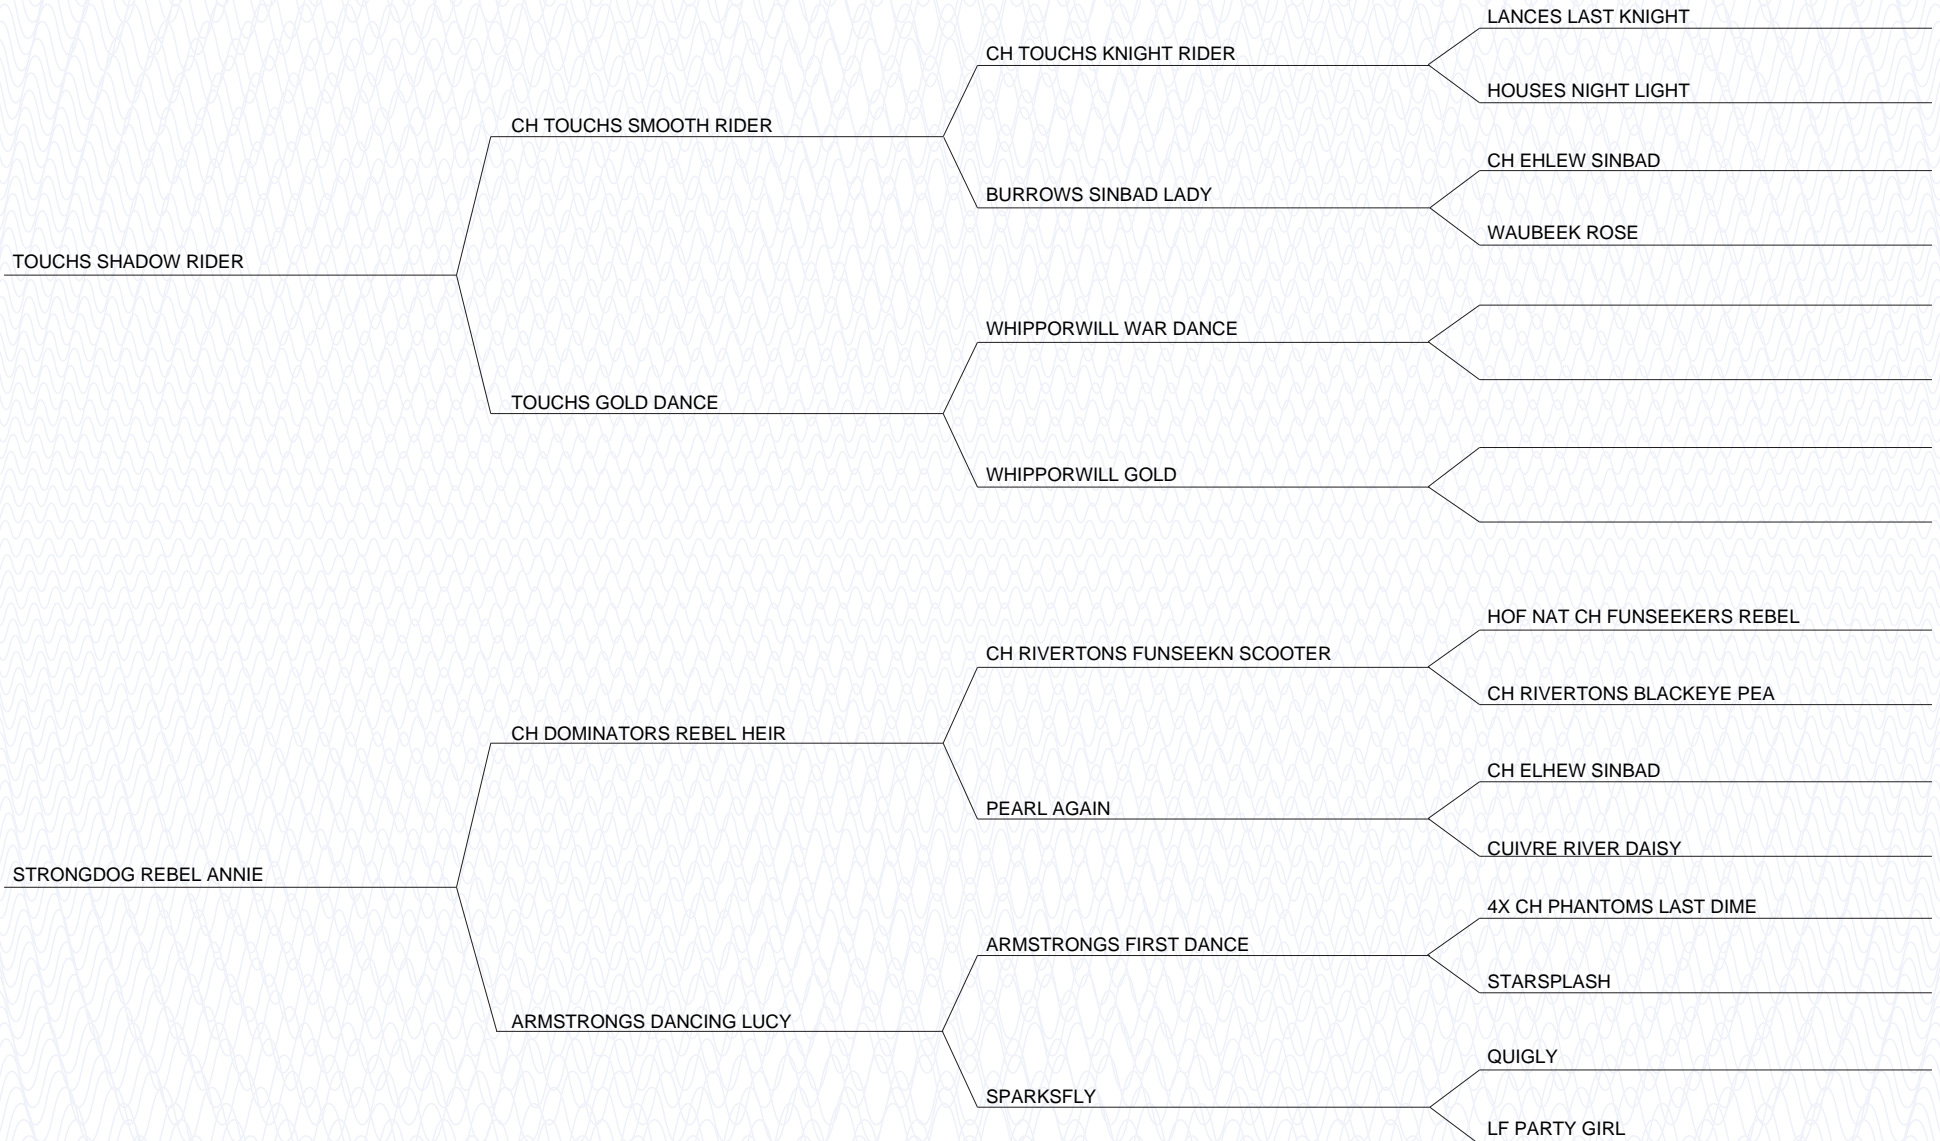 LANCES LAST KNIGHT
CH TOUCHS KNIGHT RIDER
HOUSES NIGHT LIGHT
CH TOUCHS SMOOTH RIDER
CH EHLEW SINBAD
BURROWS SINBAD LADY
WAUBEEK ROSE
TOUCHS SHADOW RIDER
WHIPPORWILL WAR DANCE
TOUCHS GOLD DANCE
WHIPPORWILL GOLD
HOF NAT CH FUNSEEKERS REBEL
CH RIVERTONS FUNSEEKN SCOOTER
CH RIVERTONS BLACKEYE PEA
CH DOMINATORS REBEL HEIR
CH ELHEW SINBAD
PEARL AGAIN
CUIVRE RIVER DAISY
STRONGDOG REBEL ANNIE
4X CH PHANTOMS LAST DIME
ARMSTRONGS FIRST DANCE
STARSPLASH
ARMSTRONGS DANCING LUCY
QUIGLY
SPARKSFLY
LF PARTY GIRL